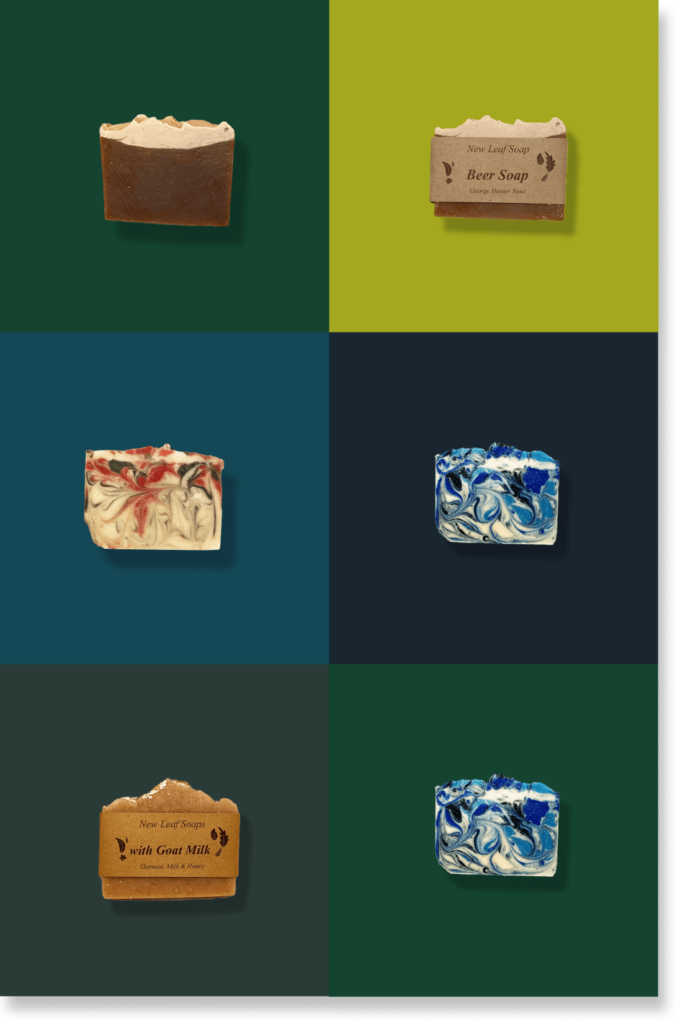 New Leaf Soap
Beer Soap
George Hunter Stout
New Leaf Soaps
with Goat Milk
Oatmeal, Milk & Honey